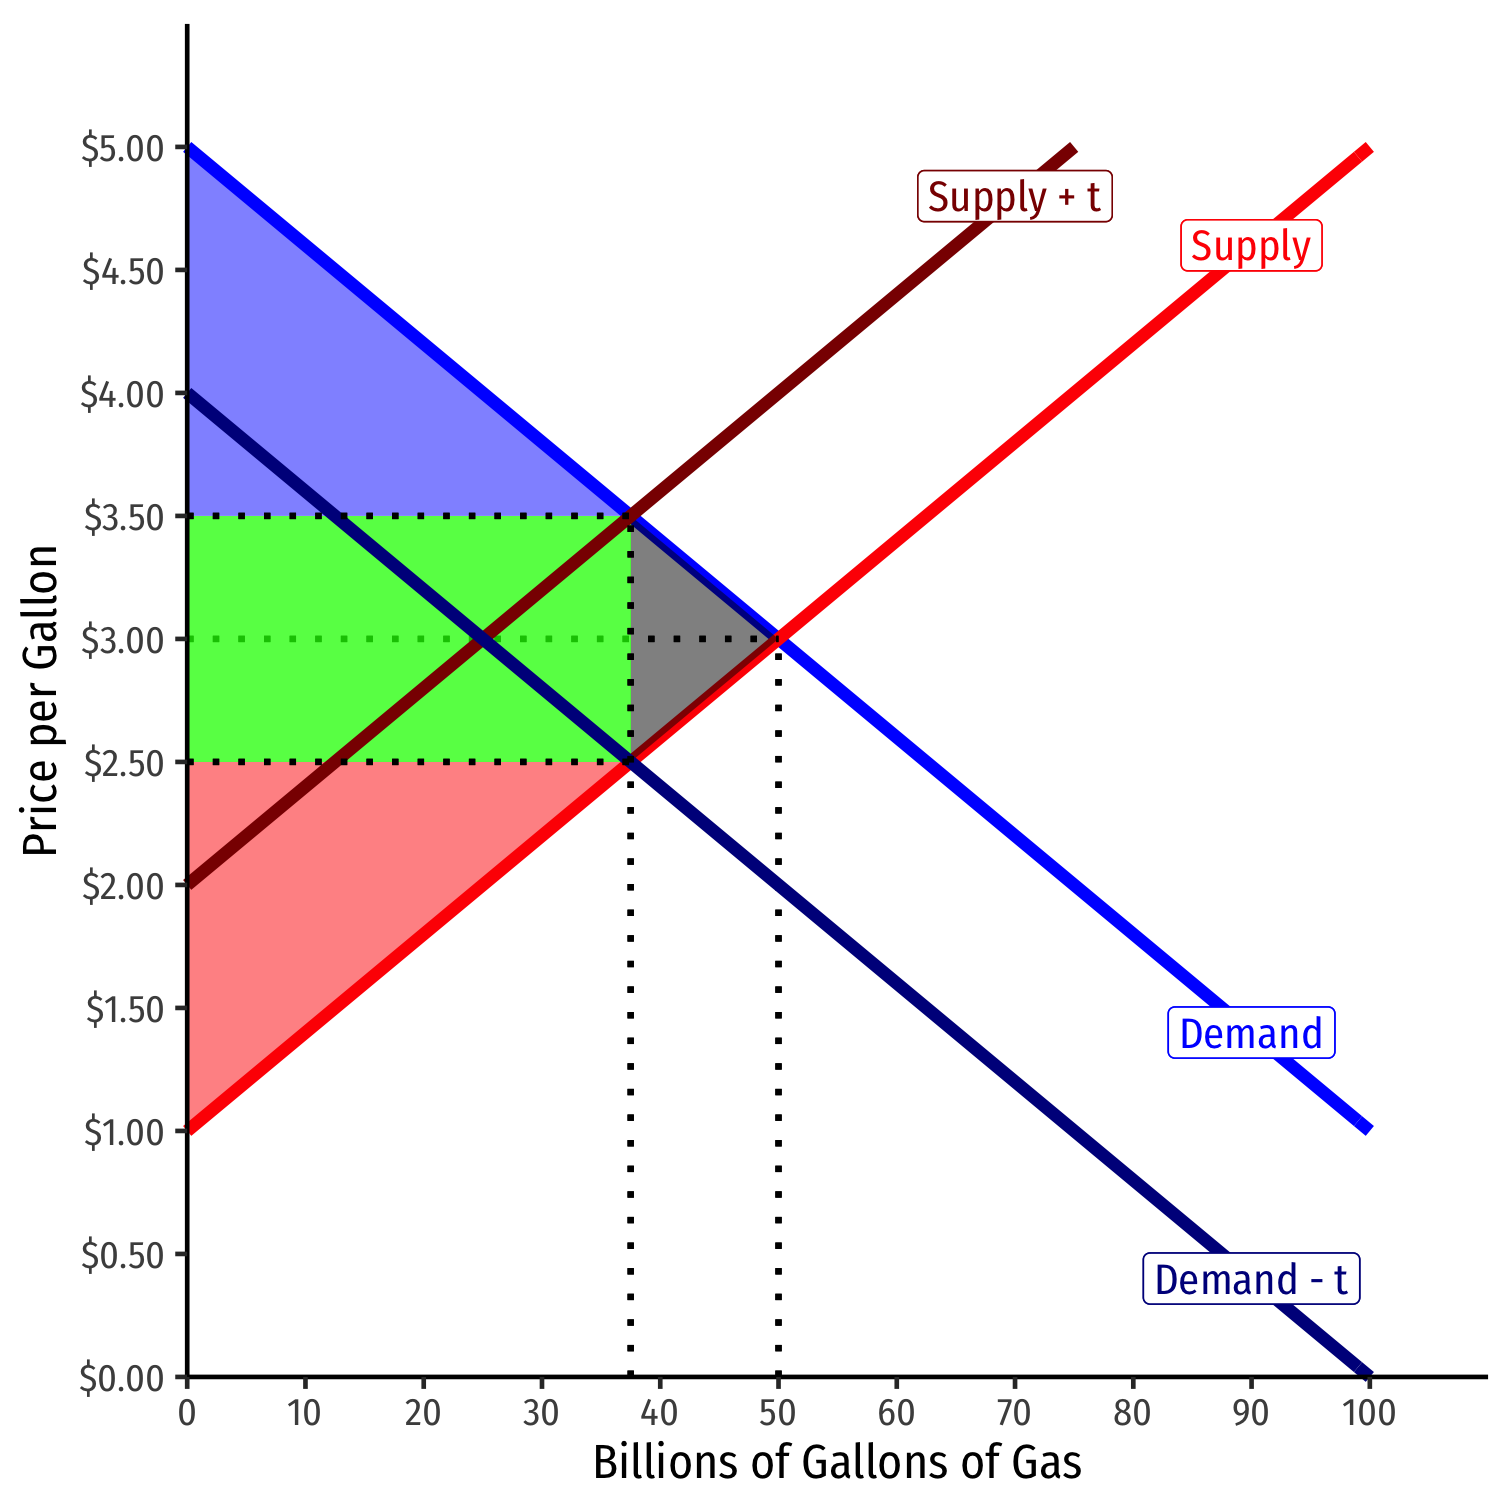 $5.00
$4.50
$4.00
$3.50
$3.00
$2.50
$2.00
$1.50
$1.00
$0.50
$0.00
Price per Gallon
Supply + t
Supply
Demand
Demand - t
0 10 20 30 40 50 60 70 80 90 100
Billions of Gallons of Gas